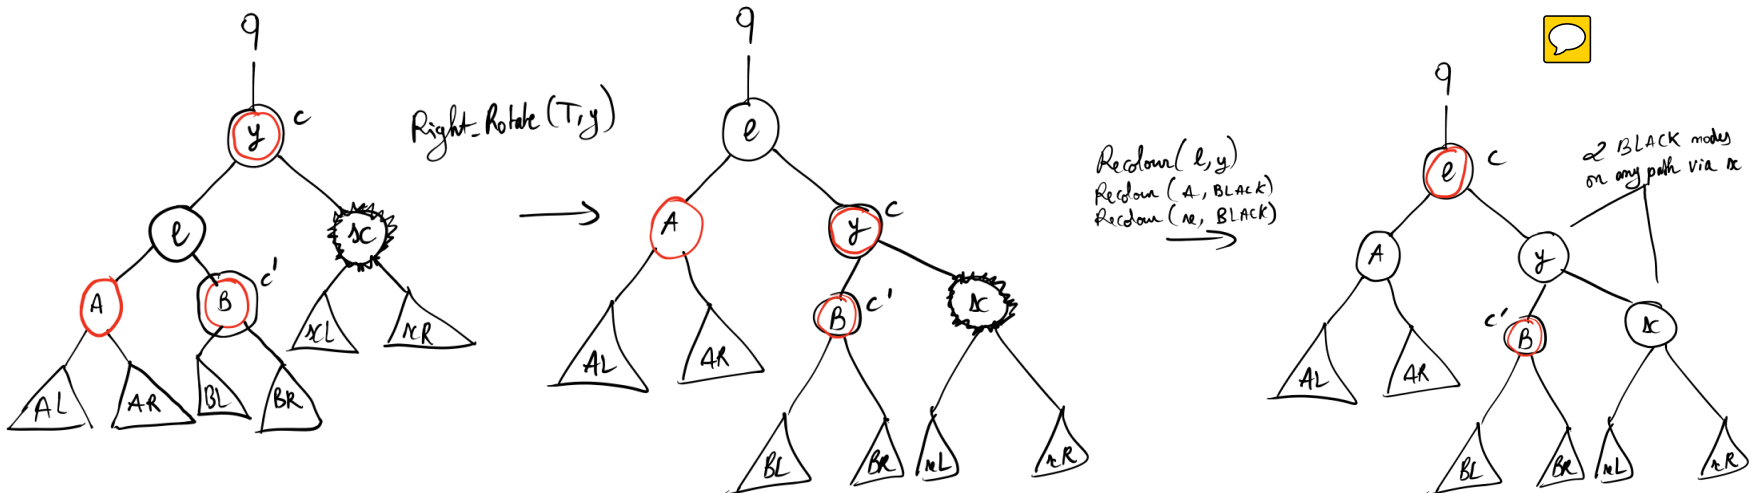 q
y c
l
x
A
B c'
xL
xR
AL
AR
BL
BR
Right_Rotate(T,y)
q
l
A
y c
B c'
x
AL
AR
BL
BR
xL
xR
Recolour(l,y)
Recolour(A, BLACK)
Recolour(x, BLACK)
q
l c
2 BLACK nodes
on any path via x
A
y
c' B
x
AL
AR
BL
BR
xL
xR